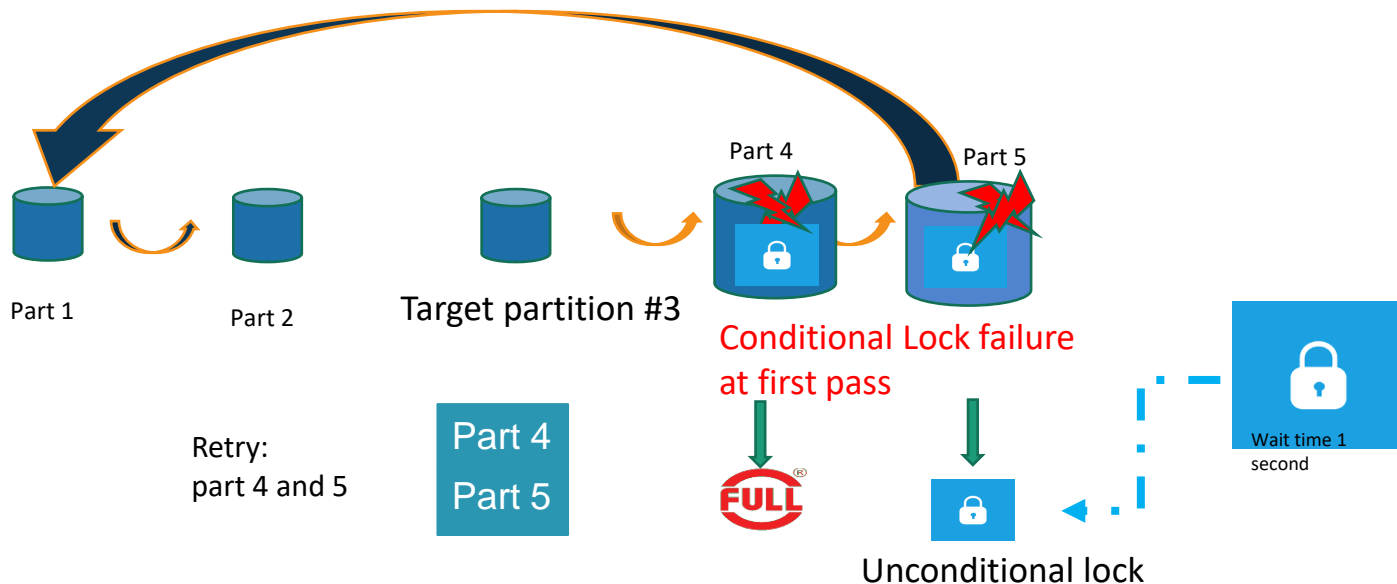 Part 4
Part 5
Part 1
Part 2
Target partition #3
Conditional Lock failure
at first pass
Retry:
part 4 and 5
Part 4
Part 5
FULL®
Wait time 1
second
Unconditional lock